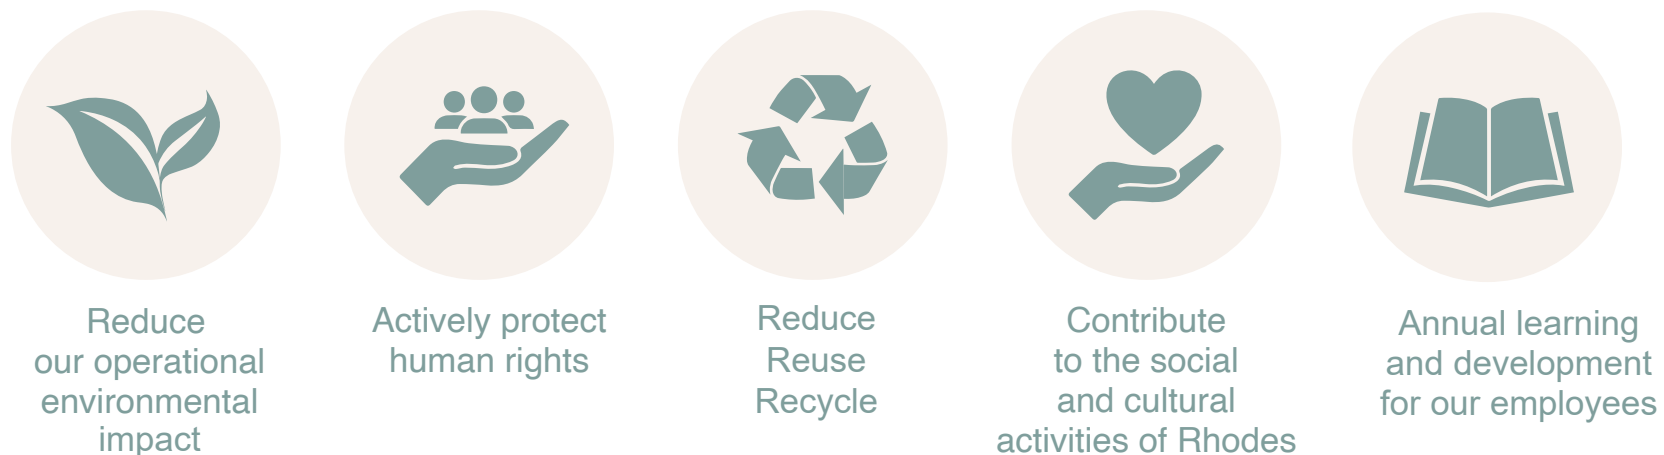 Reduce
our operational
environmental
impact
Actively protect
human rights
Reduce
Reuse
Recycle
Contribute
to the social
and cultural
activities of Rhodes
Annual learning
and development
for our employees